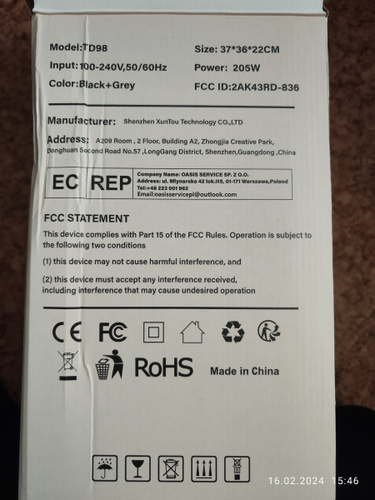 Model:TD98 Size: 37*36*22CM
Input:100-240V,50/60Hz Power: 205W
Color:Black+Grey FCC ID:2AK43RD-836
Manufacturer: Shenzhen XunTou Technology CO.,LTD
Address: A209 Room , 2 Floor, Building A2, Zhongjia Creative Park,
Donghuan Second Road No.57 ,LongGang District, Shenzhen,Guangdong ,China
EC REP
Company Name: OASIS SERVICE SP. Z O.O.
Address: ul. Mlynarska 42 lok.115, 01-171 Warszawa,Poland
Tel:+48 223 001 962
Email:oasisservicepl@outlook.com
FCC STATEMENT
This device complies with Part 15 of the FCC Rules. Operation is subject to
the following two conditions
(1) this device may not cause harmful interference, and
(2) this device must accept any interference received,
including interference that may cause undesired operation
CE FC
RoHS Made in China
16.02.2024 15:46